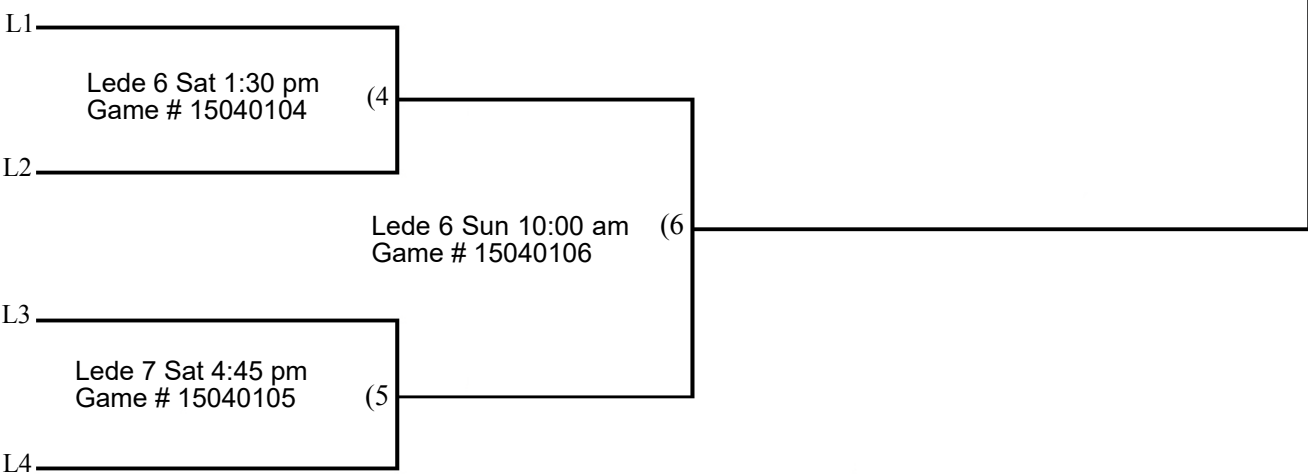 L1
Lede 6 Sat 1:30 pm
Game # 15040104
(4
L2
Lede 6 Sun 10:00 am
Game # 15040106
(6
L3
Lede 7 Sat 4:45 pm
Game # 15040105
(5
L4